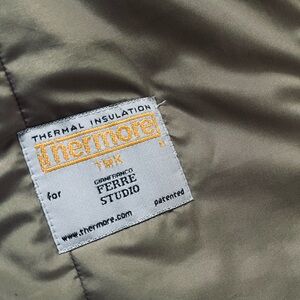 THERMAL INSULATION
Thermore
TMK
for
GIANFRANCO
FERRE
STUDIO
patented
www.thermore.com